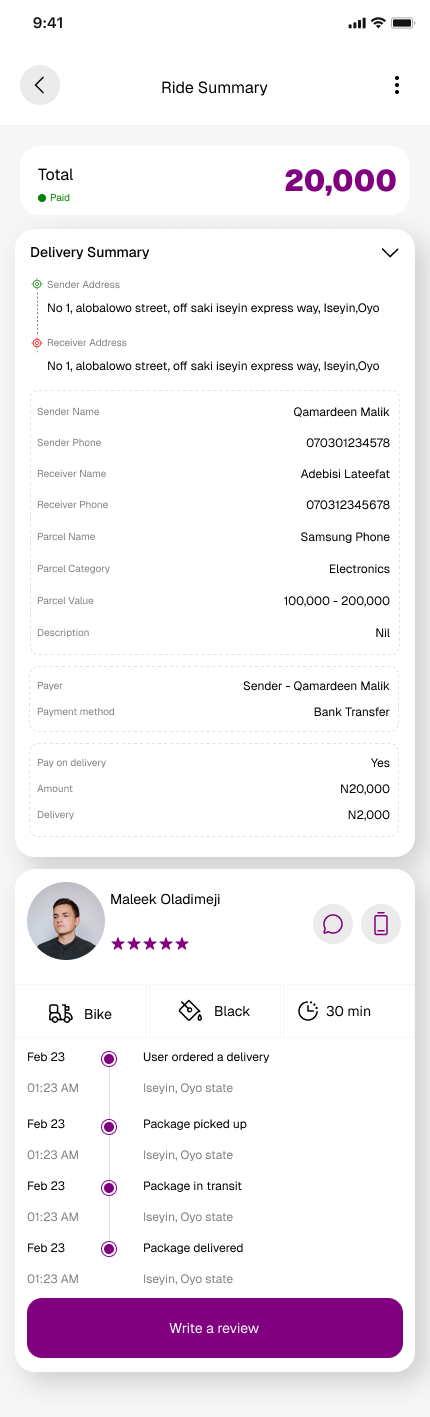 9:41
Ride Summary
Total
20,000
Paid
Delivery Summary
Sender Address
No 1, alobalowo street, off saki iseyin express way, Iseyin,Oyo
Receiver Address
No 1, alobalowo street, off saki iseyin express way, Iseyin,Oyo
Sender Name Qamardeen Malik
Sender Phone 070301234578
Receiver Name Adebisi Lateefat
Receiver Phone 070312345678
Parcel Name Samsung Phone
Parcel Category Electronics
Parcel Value 100,000 - 200,000
Description Nil
Payer Sender - Qamardeen Malik
Payment method Bank Transfer
Pay on delivery Yes
Amount N20,000
Delivery N2,000
Maleek Oladimeji
Bike Black 30 min
Feb 23 User ordered a delivery
01:23 AM Iseyin, Oyo state
Feb 23 Package picked up
01:23 AM Iseyin, Oyo state
Feb 23 Package in transit
01:23 AM Iseyin, Oyo state
Feb 23 Package delivered
01:23 AM Iseyin, Oyo state
Write a review